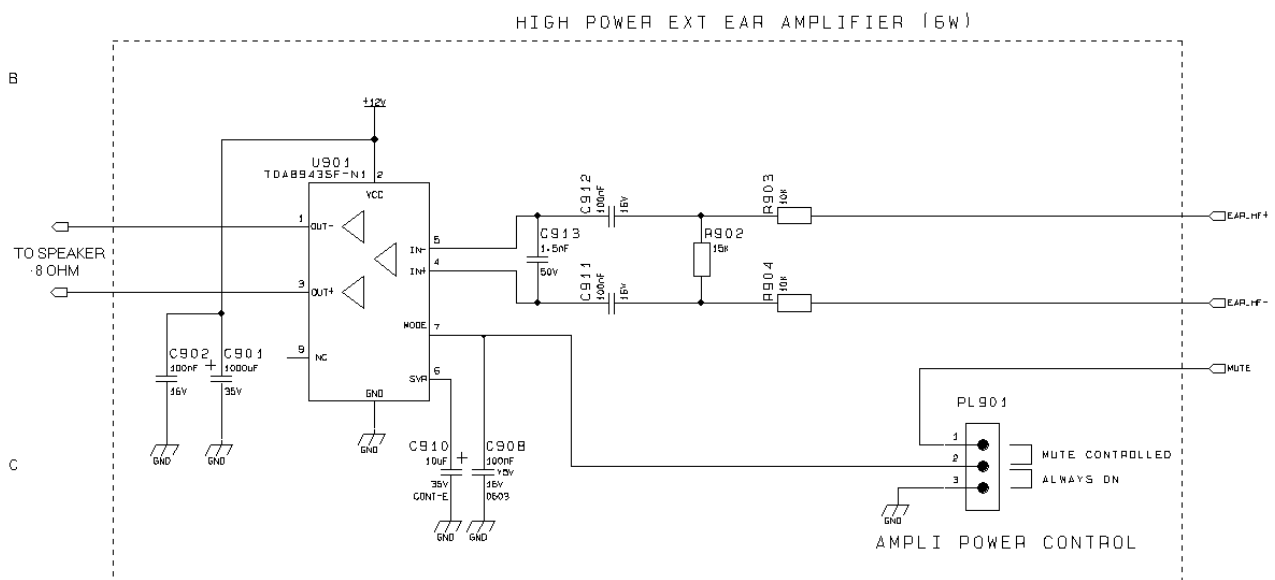 HIGH POWER EXT EAR AMPLIFIER (6W)
B
+12V
U901
TDA8943SF-N1
2
VCC
1
OUT-
5
IN-
4
IN+
3
OUT+
MODE
7
9
NC
SVR
6
GND
GND
TO SPEAKER
8 OHM
C902
100nF
16V
GND
C901
+
1000uF
35V
GND
C912
100nF
16V
C913
1.5nF
50V
C911
100nF
16V
R902
15K
R903
10K
R904
10K
EAR_HF+
EAR_HF-
MUTE
C
C910
10uF
+
35V
CONT-E
GND
C908
100nF
Y5V
16V
0603
GND
PL901
1
2
3
MUTE CONTROLLED
ALWAYS ON
GND
AMPLI POWER CONTROL